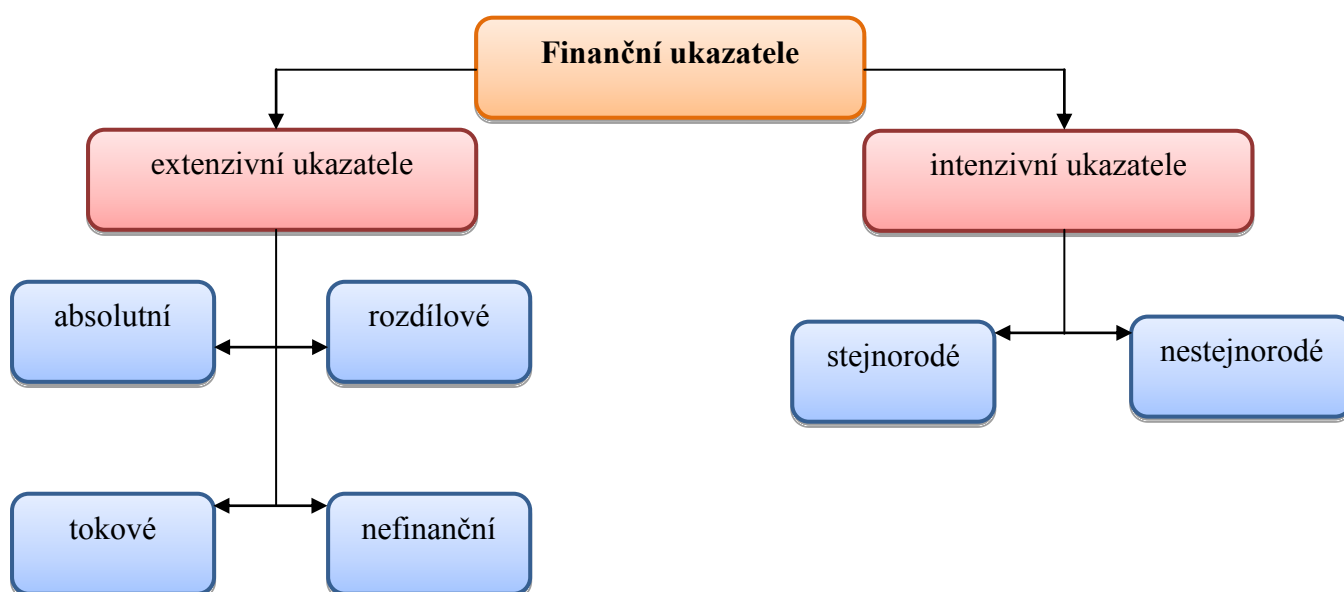 Finanční ukazatele
extenzivní ukazatele
intenzivní ukazatele
absolutní
rozdílové
stejnorodé
nestejnorodé
tokové
nefinanční